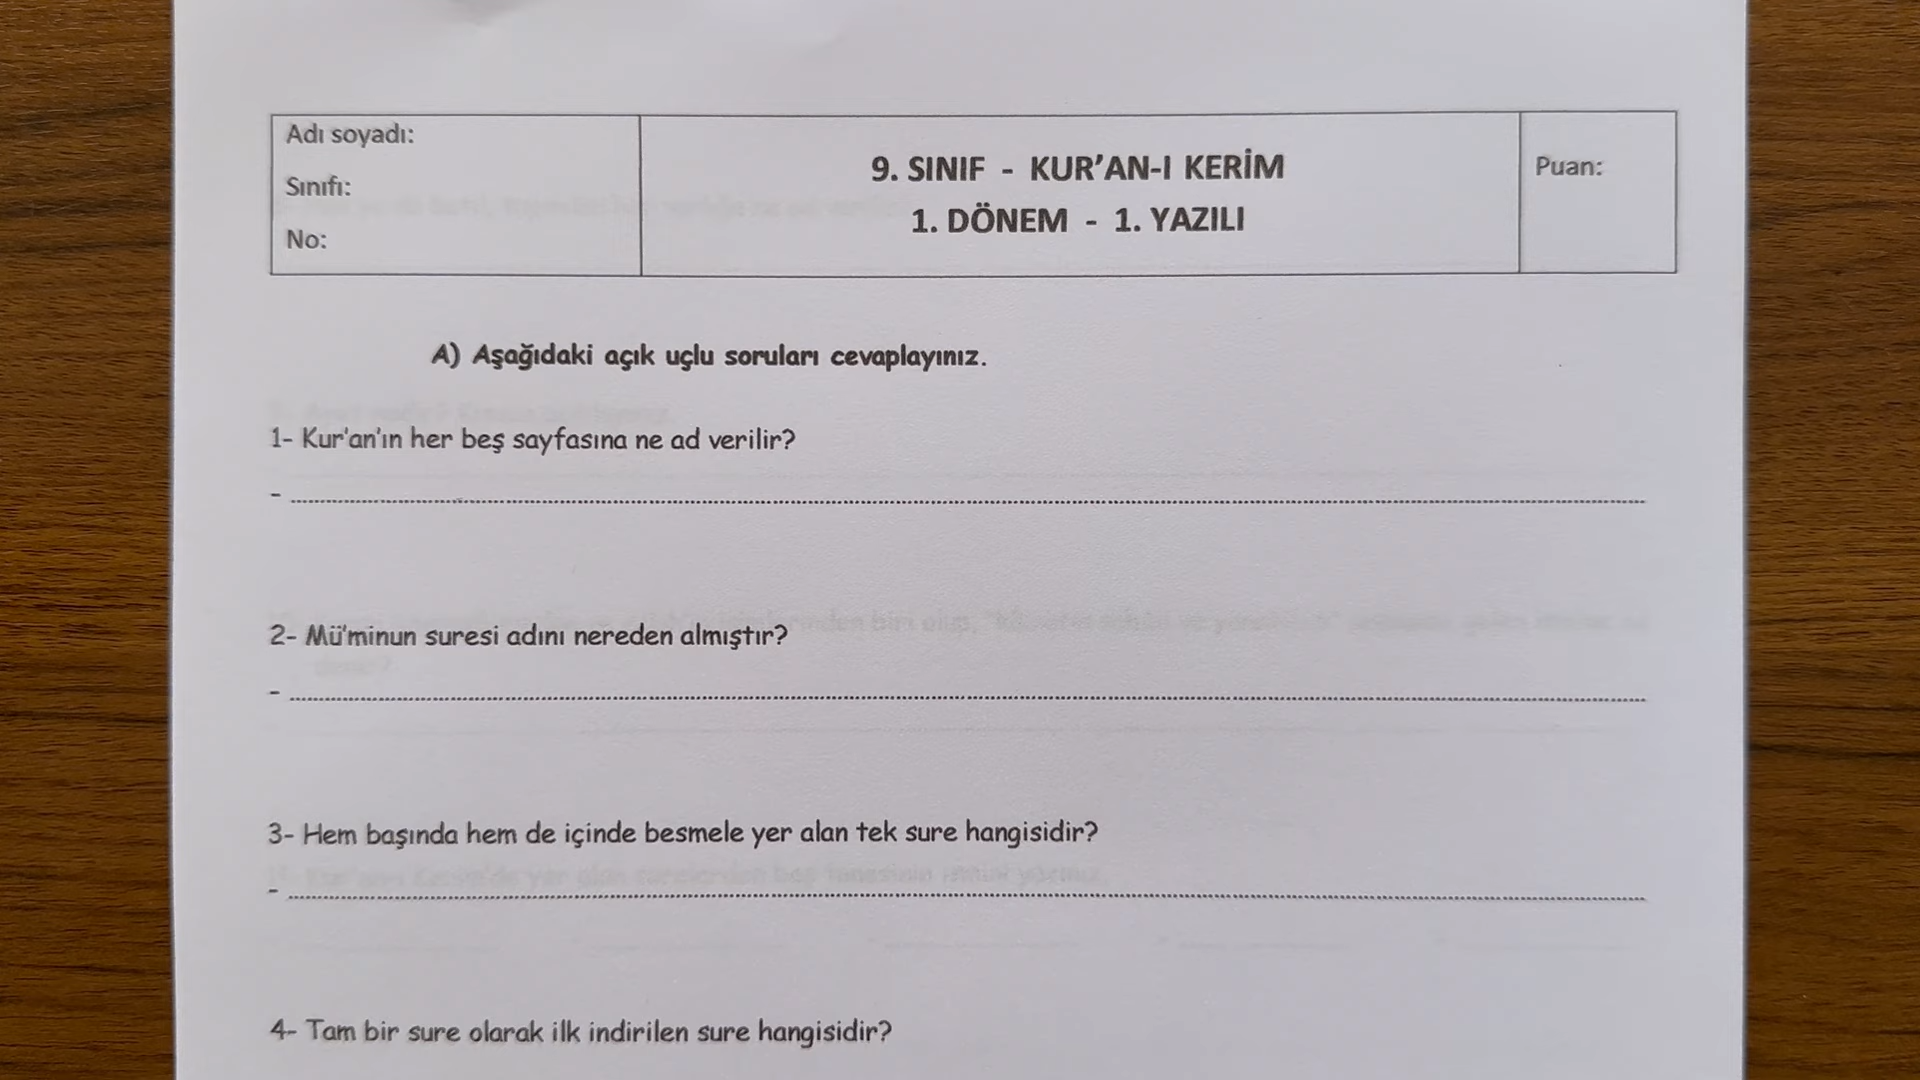 Adı soyadı:
Sınıfı:
No:
9. SINIF - KUR’AN-I KERİM
1. DÖNEM - 1. YAZILI
Puan:
A) Aşağıdaki açık uçlu soruları cevaplayınız.
1- Kur'an'ın her beş sayfasına ne ad verilir?
-
2- Mü'minun suresi adını nereden almıştır?
-
3- Hem başında hem de içinde besmele yer alan tek sure hangisidir?
-
4- Tam bir sure olarak ilk indirilen sure hangisidir?